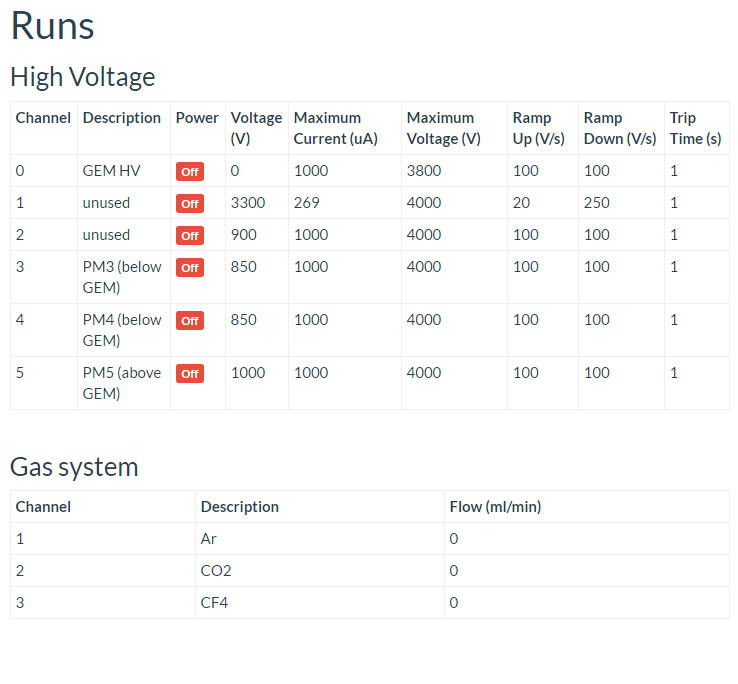 Runs
High Voltage
Channel Description Power Voltage (V) Maximum Current (uA) Maximum Voltage (V) Ramp Up (V/s) Ramp Down (V/s) Trip Time (s)
0 GEM HV Off 0 1000 3800 100 100 1
1 unused Off 3300 269 4000 20 250 1
2 unused Off 900 1000 4000 100 100 1
3 PM3 (below GEM) Off 850 1000 4000 100 100 1
4 PM4 (below GEM) Off 850 1000 4000 100 100 1
5 PM5 (above GEM) Off 1000 1000 4000 100 100 1
Gas system
Channel Description Flow (ml/min)
1 Ar 0
2 CO2 0
3 CF4 0